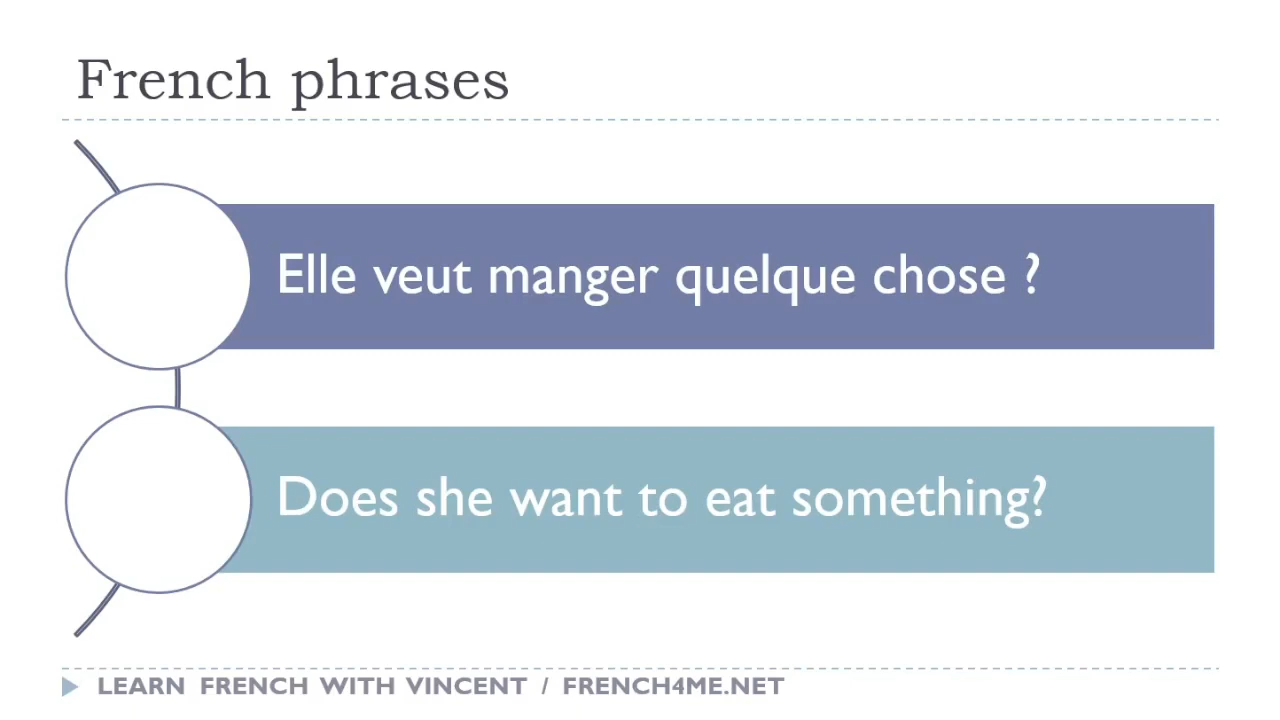 French phrases
Elle veut manger quelque chose ?
Does she want to eat something?
LEARN FRENCH WITH VINCENT / FRENCH4ME.NET